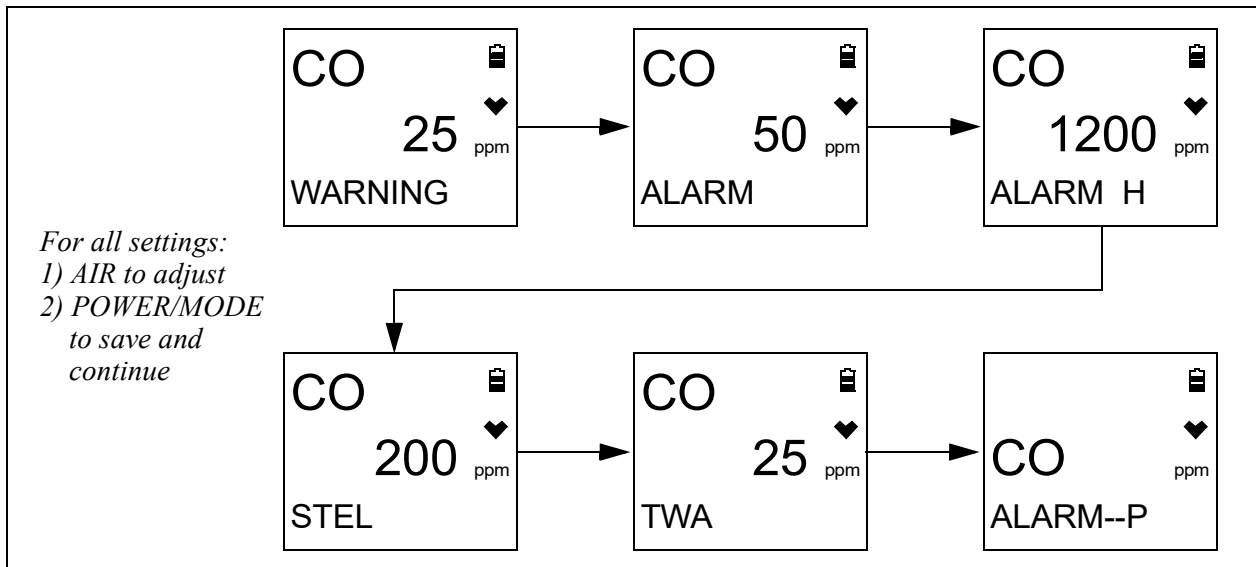 CO
25 ppm
WARNING
CO
50 ppm
ALARM
CO
1200 ppm
ALARM H
For all settings:
1) AIR to adjust
2) POWER/MODE
to save and
continue
CO
200 ppm
STEL
CO
25 ppm
TWA
CO ppm
ALARM--P